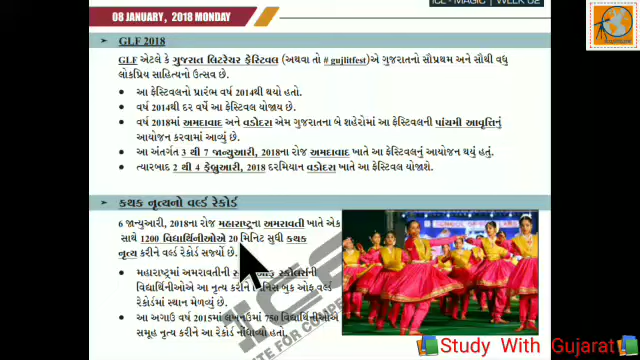 ICE - MAGIC | WEEK 02
08 JANUARY, 2018 MONDAY
GLF 2018
GLF એટલે કે ગુજરાત લિટરેચર ફેસ્ટિવલ (અથવા તો # gujlitfest)એ ગુજરાતનો સૌપ્રથમ અને સૌથી વધુ
લોકપ્રિય સાહિત્યનો ઉત્સવ છે.
આ ફેસ્ટિવલનો પ્રારંભ વર્ષ 2014થી થયો હતો.
વર્ષ 2014થી દર વર્ષે આ ફેસ્ટિવલ યોજાય છે.
વર્ષ 2018માં અમદાવાદ અને વડોદરા એમ ગુજરાતના બે શહેરોમાં આ ફેસ્ટિવલની પાંચમી આવૃત્તિનું
આયોજન કરવામાં આવ્યું છે.
આ અંતર્ગત 3 થી 7 જાન્યુઆરી, 2018ના રોજ અમદાવાદ ખાતે આ ફેસ્ટિવલનું આયોજન થયું હતું.
ત્યારબાદ 2 થી 4 ફેબ્રુઆરી, 2018 દરમિયાન વડોદરા ખાતે આ ફેસ્ટિવલ યોજાશે.
કથક નૃત્યનો વર્લ્ડ રેકોર્ડ
6 જાન્યુઆરી, 2018ના રોજ મહારાષ્ટ્રના અમરાવતી ખાતે એક
સાથે 1200 વિદ્યાર્થિનીઓએ 20 મિનિટ સુધી કથક
નૃત્ય કરીને વર્લ્ડ રેકોર્ડ સર્જ્યો છે.
મહારાષ્ટ્રમાં અમરાવતીની ઓફ સ્કોલર્સની
વિદ્યાર્થિનીઓએ આ નૃત્ય કરીને ગિનિસ બુક ઓફ વર્લ્ડ
રેકોર્ડમાં સ્થાન મેળવ્યું છે.
આ અગાઉ વર્ષ 2015માં લખનઉમાં 750 વિદ્યાર્થિનીઓએ
સમૂહ નૃત્ય કરીને આ રેકોર્ડ નોંધાવ્યો હતો.
Study With Gujarat